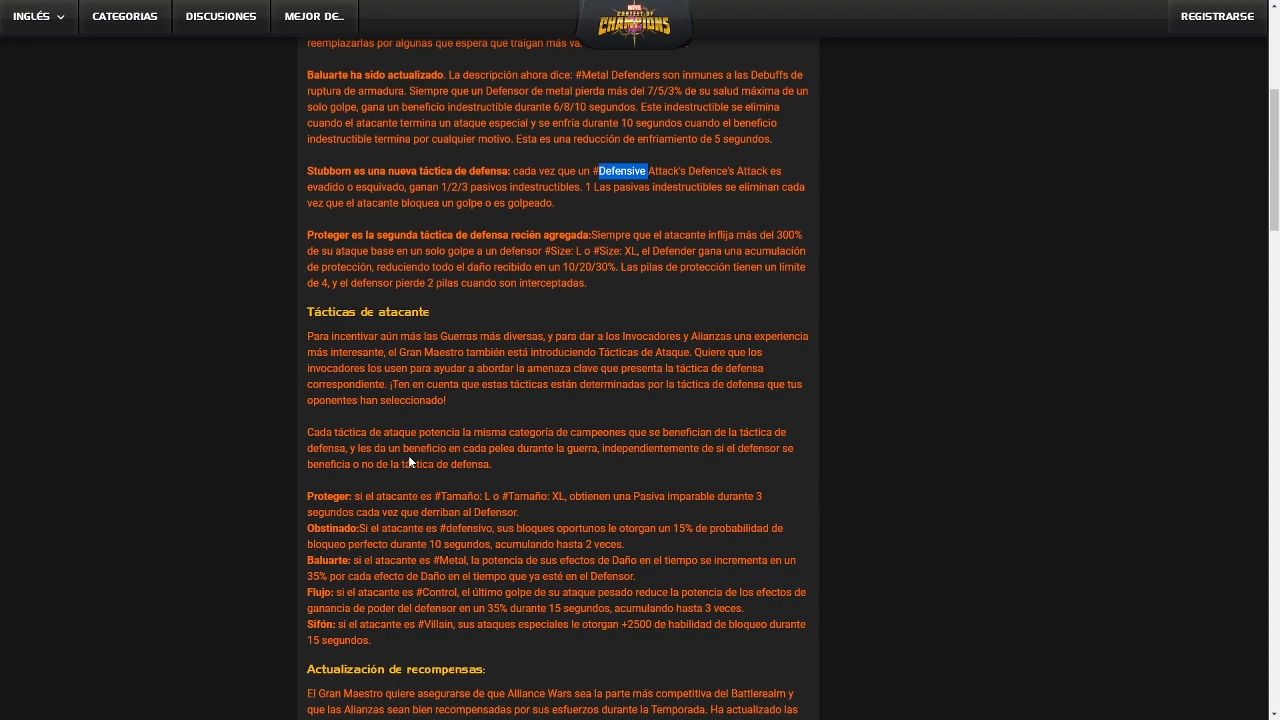 INGLÉS
CATEGORIAS
DISCUSIONES
MEJOR DE...
MARVEL
CONTEST OF
CHAMPIONS
REGISTRARSE
reemplazarlas por algunas que espera que traigan más va
Baluarte ha sido actualizado. La descripción ahora dice: #Metal Defenders son inmunes a las Debuffs de
ruptura de armadura. Siempre que un Defensor de metal pierda más del 7/5/3% de su salud máxima de un
solo golpe, gana un beneficio indestructible durante 6/8/10 segundos. Este indestructible se elimina
cuando el atacante termina un ataque especial y se enfría durante 10 segundos cuando el beneficio
indestructible termina por cualquier motivo. Esta es una reducción de enfriamiento de 5 segundos.
Stubborn es una nueva táctica de defensa: cada vez que un #Defensive Attack's Defence's Attack es
evadido o esquivado, ganan 1/2/3 pasivos indestructibles. 1 Las pasivas indestructibles se eliminan cada
vez que el atacante bloquea un golpe o es golpeado.
Proteger es la segunda táctica de defensa recién agregada:Siempre que el atacante inflija más del 300%
de su ataque base en un solo golpe a un defensor #Size: L o #Size: XL, el Defender gana una acumulación
de protección, reduciendo todo el daño recibido en un 10/20/30%. Las pilas de protección tienen un límite
de 4, y el defensor pierde 2 pilas cuando son interceptadas.
Tácticas de atacante
Para incentivar aún más las Guerras más diversas, y para dar a los Invocadores y Alianzas una experiencia
más interesante, el Gran Maestro también está introduciendo Tácticas de Ataque. Quiere que los
invocadores los usen para ayudar a abordar la amenaza clave que presenta la táctica de defensa
correspondiente. ¡Ten en cuenta que estas tácticas están determinadas por la táctica de defensa que tus
oponentes han seleccionado!
Cada táctica de ataque potencia la misma categoría de campeones que se benefician de la táctica de
defensa, y les da un beneficio en cada pelea durante la guerra, independientemente de si el defensor se
beneficia o no de la táctica de defensa.
Proteger: si el atacante es #Tamaño: L o #Tamaño: XL, obtienen una Pasiva imparable durante 3
segundos cada vez que derriban al Defensor.
Obstinado:Si el atacante es #defensivo, sus bloques oportunos le otorgan un 15% de probabilidad de
bloqueo perfecto durante 10 segundos, acumulando hasta 2 veces.
Baluarte: si el atacante es #Metal, la potencia de sus efectos de Daño en el tiempo se incrementa en un
35% por cada efecto de Daño en el tiempo que ya esté en el Defensor.
Flujo: si el atacante es #Control, el último golpe de su ataque pesado reduce la potencia de los efectos de
ganancia de poder del defensor en un 35% durante 15 segundos, acumulando hasta 3 veces.
Sifón: si el atacante es #Villain, sus ataques especiales le otorgan +2500 de habilidad de bloqueo durante
15 segundos.
Actualización de recompensas:
El Gran Maestro quiere asegurarse de que Alliance Wars sea la parte más competitiva del Battlerealm y
que las Alianzas sean bien recompensadas por sus esfuerzos durante la Temporada. Ha actualizado las